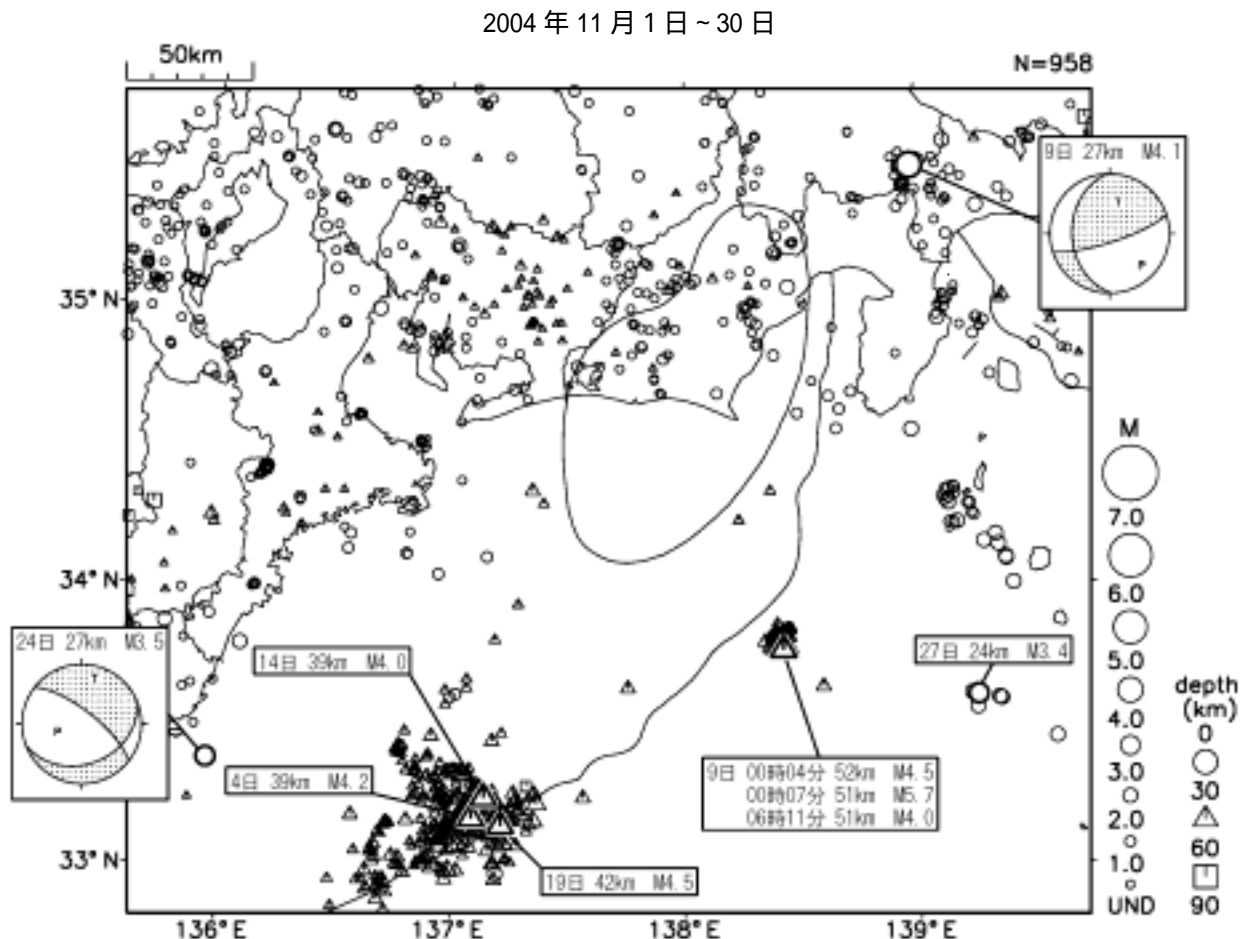 2004 年 11 月 1 日 ~ 30 日
50km
N=958
9日 27km M4.1
T
P
35° N
34° N
33° N
24日 27km M3.5
T
P
14日 39km M4.0
4日 39km M4.2
27日 24km M3.4
9日 00時04分 52km M4.5
00時07分 51km M5.7
06時11分 51km M4.0
19日 42km M4.5
M
7.0
6.0
5.0
4.0
3.0
2.0
1.0
UND
depth
(km)
0
30
60
90
136° E
137° E
138° E
139° E